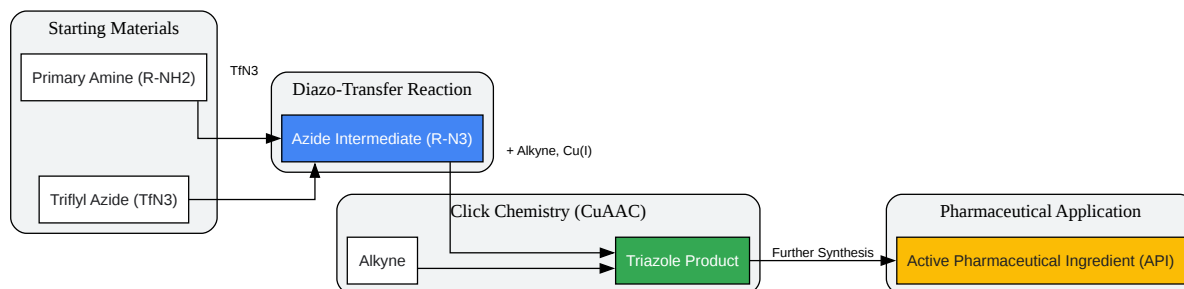 Starting Materials
Primary Amine (R-NH2)
TfN3
Diazo-Transfer Reaction
Azide Intermediate (R-N3)
+ Alkyne, Cu(I)
Triflyl Azide (TfN3)
Click Chemistry (CuAAC)
Alkyne
Triazole Product
Further Synthesis
Pharmaceutical Application
Active Pharmaceutical Ingredient (API)